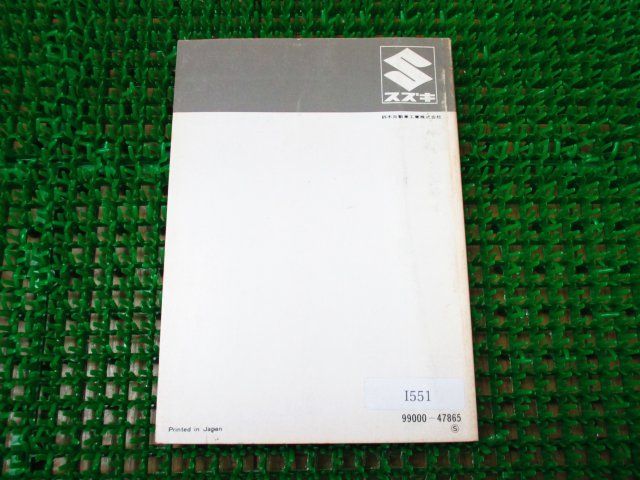 スズキ
鈴木自動車工業株式会社
I551
99000-47865
Ⓢ
Printed in Japan